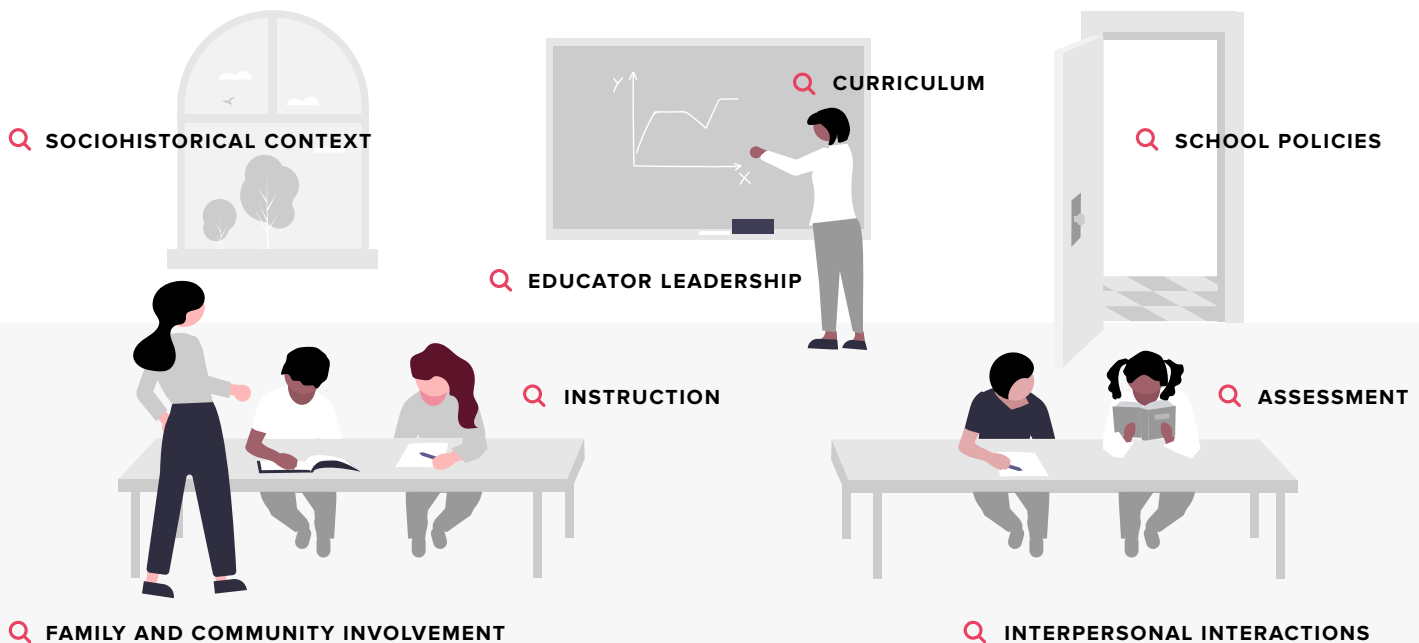 CURRICULUM
SOCIOHISTORICAL CONTEXT
SCHOOL POLICIES
Y
X
EDUCATOR LEADERSHIP
INSTRUCTION
ASSESSMENT
FAMILY AND COMMUNITY INVOLVEMENT
INTERPERSONAL INTERACTIONS